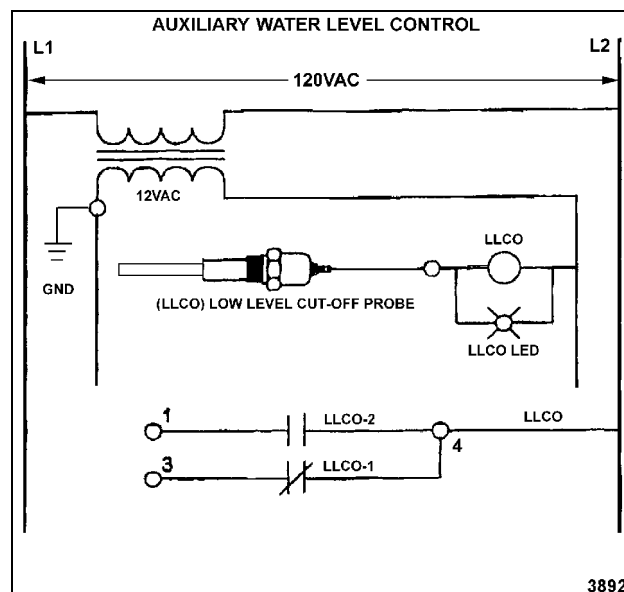 AUXILIARY WATER LEVEL CONTROL
L1
L2
120VAC
12VAC
GND
LLCO
(LLCO) LOW LEVEL CUT-OFF PROBE
LLCO LED
1
LLCO-2
LLCO
4
3
LLCO-1
3892